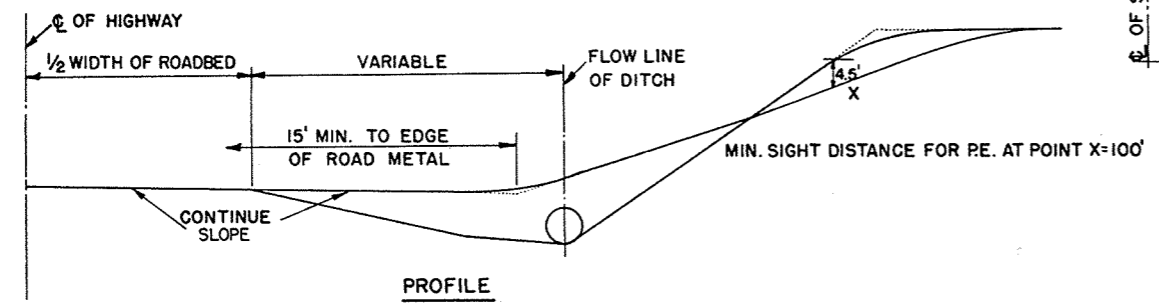 ℄ OF HIGHWAY
½ WIDTH OF ROADBED
VARIABLE
FLOW LINE
OF DITCH
15' MIN. TO EDGE
OF ROAD METAL
4.5'
X
MIN. SIGHT DISTANCE FOR P.E. AT POINT X=100'
CONTINUE
SLOPE
PROFILE
℄ OF